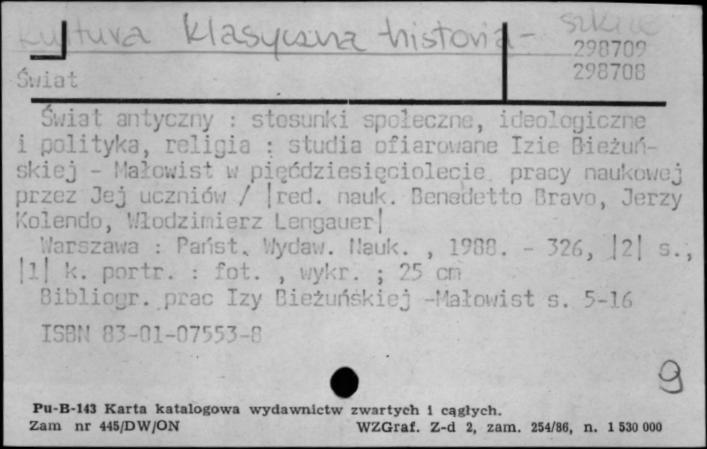 Kultura klasyczna historia - szkice
298709
298708
Świat
Świat antyczny : stosunki społeczne, ideologiczne
i polityka, religia : studia ofiarowane Izie Bieżuń-
skiej - Małowist w pięćdziesięciolecie pracy naukowej
przez Jej uczniów / |red. nauk. Benedetto Bravo, Jerzy
Kolendo, Włodzimierz Lengauer|
Warszawa : Państ. Wydaw. Nauk. , 1988. - 326, |2| s.,
|1| k. portr. : fot. , wykr. ; 25 cm
Bibliogr. prac Izy Bieżuńskiej -Małowist s. 5-16
ISBN 83-01-07553-8
9
Pu-B-143 Karta katalogowa wydawnictw zwartych i ciągłych.
Zam nr 445/DW/ON WZGraf. Z-d 2, zam. 254/86, n. 1 530 000